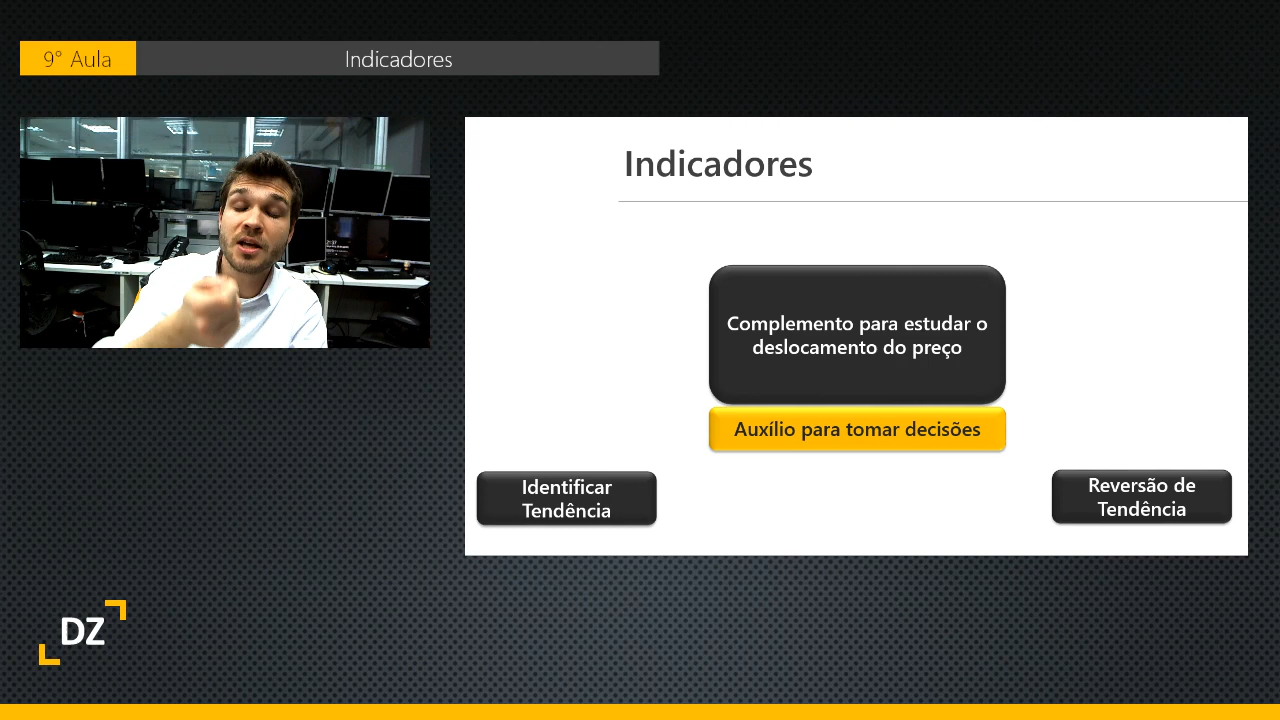 9° Aula
Indicadores
Indicadores
Complemento para estudar o
deslocamento do preço
Auxílio para tomar decisões
Identificar
Tendência
Reversão de
Tendência
DZ